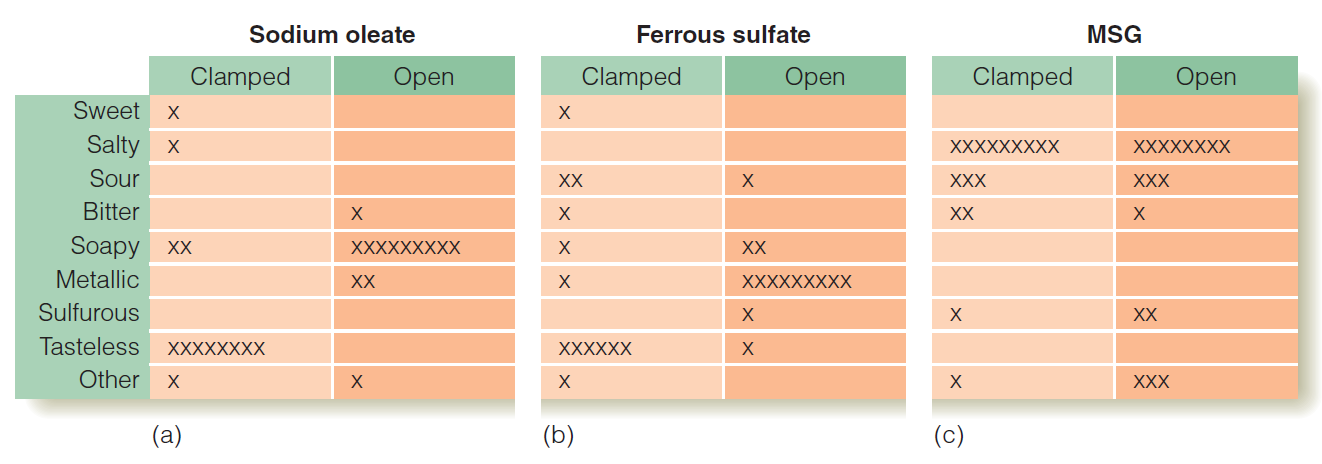 Sodium oleate Ferrous sulfate MSG
Clamped Open Clamped Open Clamped Open
Sweet x x
Salty x xxxxxxxxx xxxxxxxx
Sour xx x xxx xxx
Bitter x x xx x
Soapy xx xxxxxxxxx x xx
Metallic xx x xxxxxxxxx
Sulfurous x x xx
Tasteless xxxxxxxx xxxxxx x
Other x x x x xxx
(a) (b) (c)